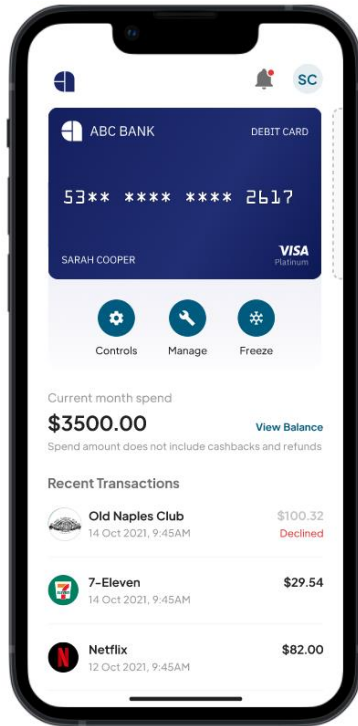 SC
ABC BANK
DEBIT CARD
53** **** **** 2617
SARAH COOPER
VISA
Platinum
Controls
Manage
Freeze
Current month spend
$3500.00
View Balance
Spend amount does not include cashbacks and refunds
Recent Transactions
Old Naples Club
$100.32
14 Oct 2021, 9:45AM
Declined
7-Eleven
$29.54
14 Oct 2021, 9:45AM
Netflix
$82.00
12 Oct 2021, 9:45AM